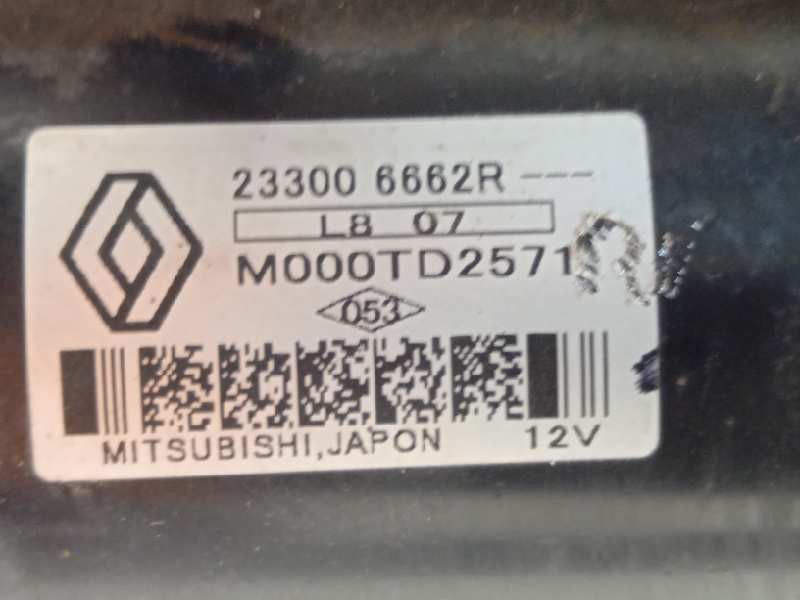 23300 6662R ---
L8 07
M000TD2571
053
MITSUBISHI,JAPON 12V